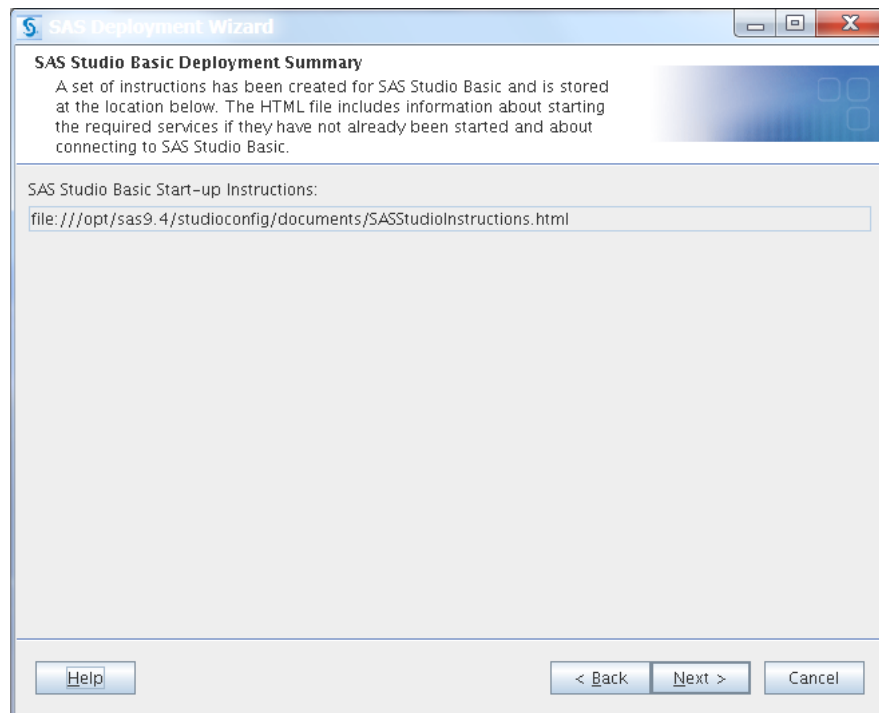 SAS Deployment Wizard
SAS Studio Basic Deployment Summary
A set of instructions has been created for SAS Studio Basic and is stored
at the location below. The HTML file includes information about starting
the required services if they have not already been started and about
connecting to SAS Studio Basic.
SAS Studio Basic Start-up Instructions:
file:///opt/sas9.4/studioconfig/documents/SASStudioInstructions.html
Help
< Back
Next >
Cancel